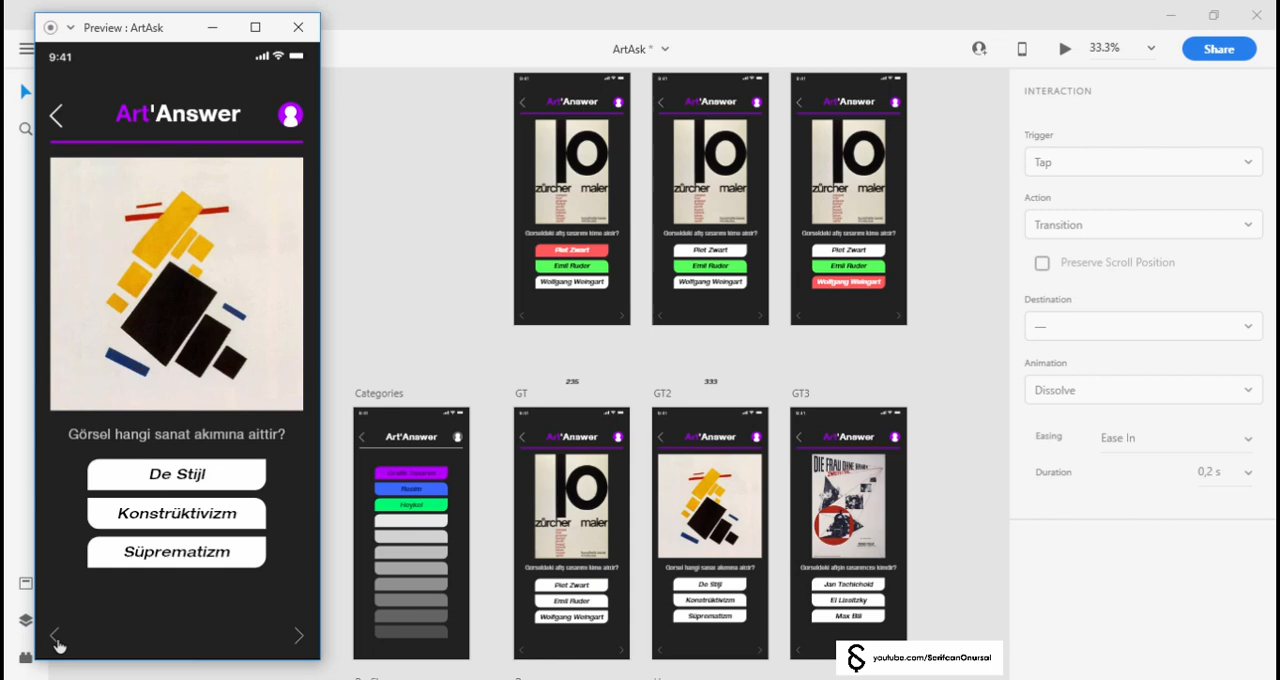 Preview : ArtAsk
9:41
Art'Answer
Görsel hangi sanat akımına aittir?
De Stijl
Konstrüktivizm
Süprematizm
ArtAsk *
33.3%
Share
Art'Answer
10
zürcher maler
Görseldeki afiş tasarımı kime aittir?
Piet Zwart
Emil Ruder
Wolfgang Weingart
Art'Answer
10
zürcher maler
Görseldeki afiş tasarımı kime aittir?
Piet Zwart
Emil Ruder
Wolfgang Weingart
Art'Answer
10
zürcher maler
Görseldeki afiş tasarımı kime aittir?
Piet Zwart
Emil Ruder
Wolfgang Weingart
235
333
Categories
Art'Answer
Grafik Tasarım
Resim
Heykel
GT
Art'Answer
10
zürcher maler
Görseldeki afiş tasarımı kime aittir?
Piet Zwart
Emil Ruder
Wolfgang Weingart
GT2
Art'Answer
Görsel hangi sanat akımına aittir?
De Stijl
Konstrüktivizm
Süprematizm
GT3
Art'Answer
DIE FRAU OHNE NAMEN
Görseldeki afişin tasarımcısı kimdir?
Jan Tschichold
El Lissitzky
Max Bill
INTERACTION
Trigger
Tap
Action
Transition
Preserve Scroll Position
Destination
—
Animation
Dissolve
Easing
Ease In
Duration
0,2 s
youtube.com/SerifcanOnursal